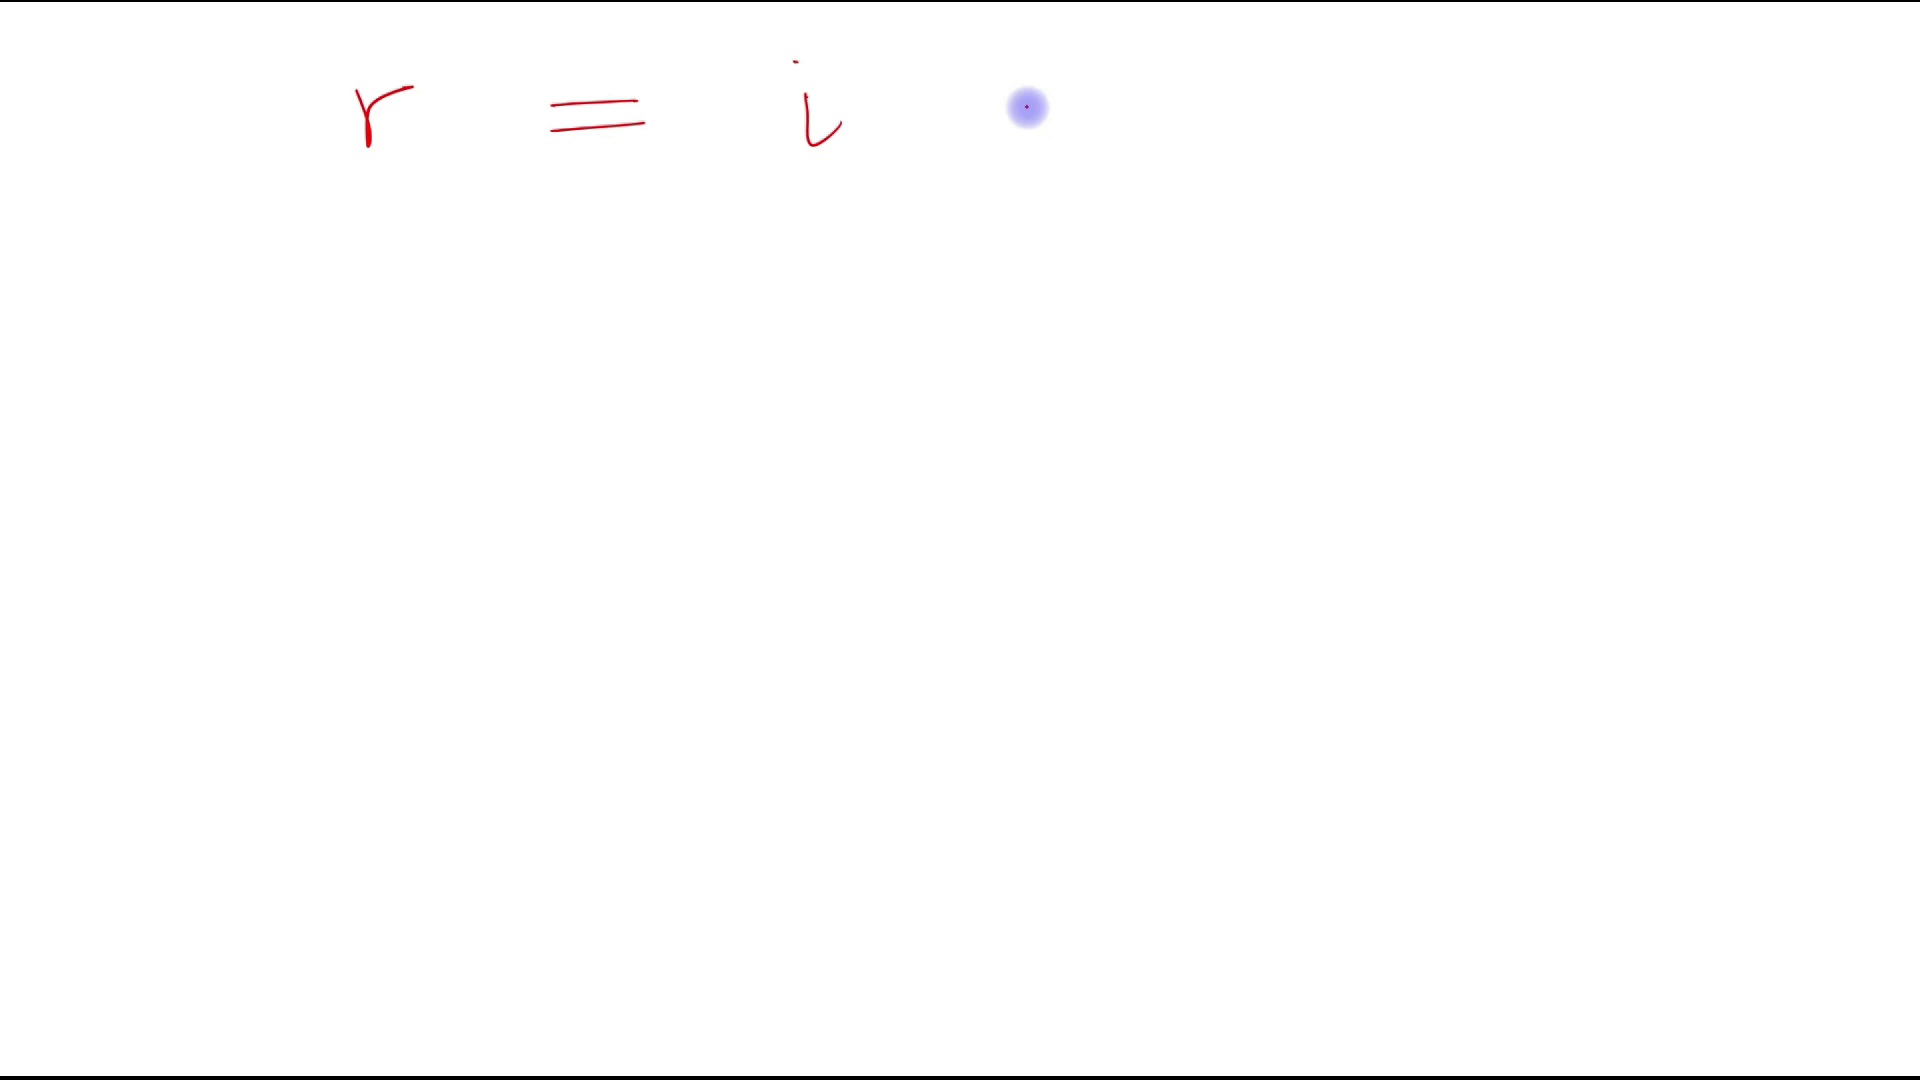 r = i